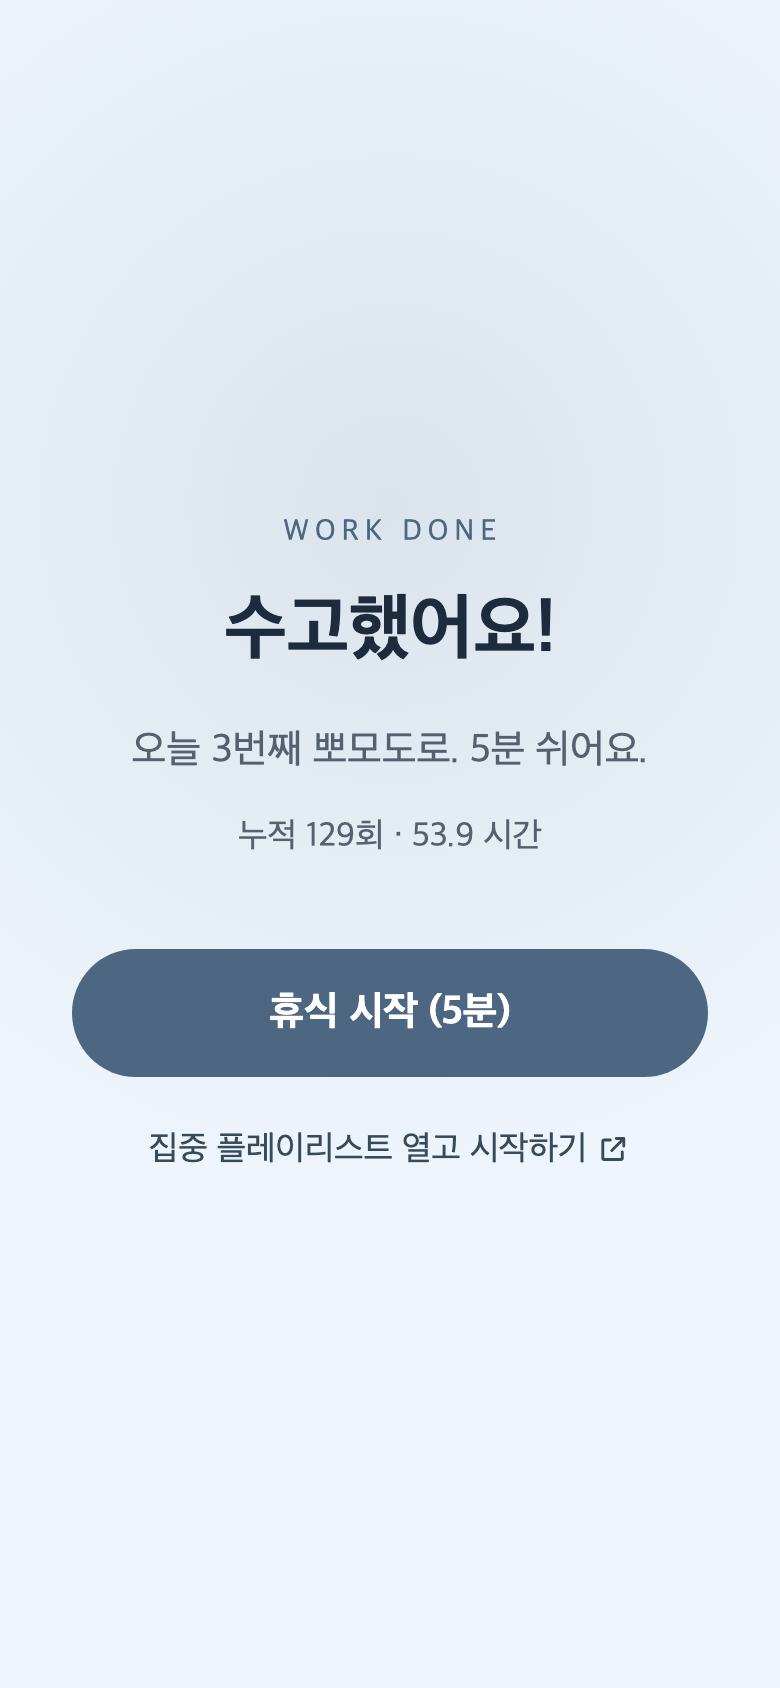 WORK DONE
수고했어요!
오늘 3번째 뽀모도로. 5분 쉬어요.
누적 129회 · 53.9 시간
휴식 시작 (5분)
집중 플레이리스트 열고 시작하기